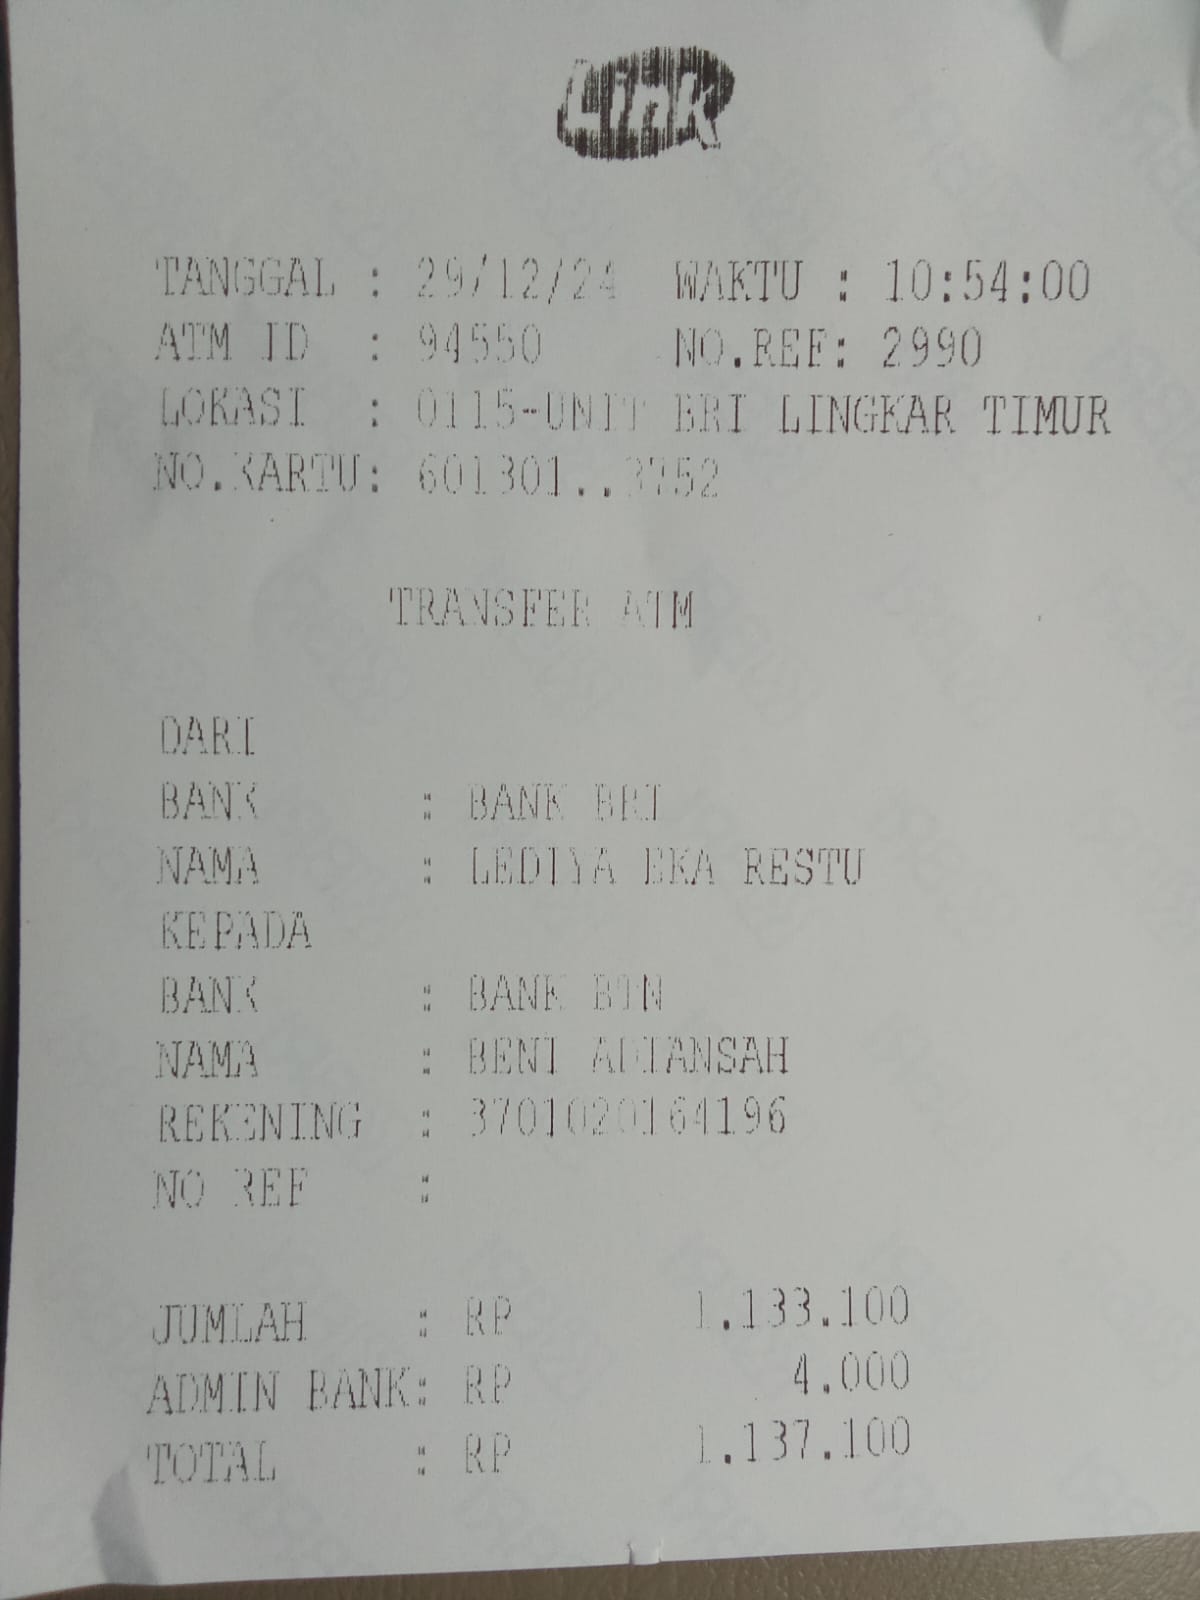 Link
TANGGAL : 29/12/24 WAKTU : 10:54:00
ATM ID : 94550 NO.REF: 2990
LOKASI : 0115-UNIT BRI LINGKAR TIMUR
NO.KARTU: 601301..3752
TRANSFER ATM
DARI
BANK : BANK BRI
NAMA : LEDIYA EKA RESTU
KEPADA
BANK : BANK BTN
NAMA : BENI ADIANSAH
REKENING : 3701020164196
NO REF :
JUMLAH : RP 1.133.100
ADMIN BANK: RP 4.000
TOTAL : RP 1.137.100